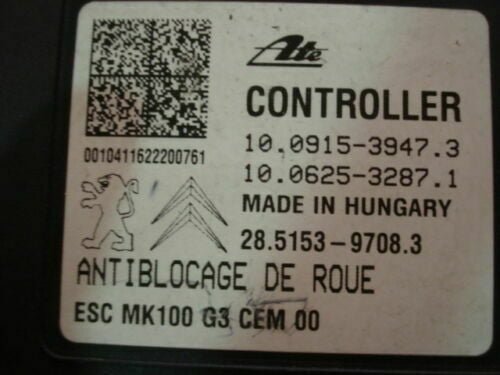 Ate
CONTROLLER
0010411622200761
10.0915-3947.3
10.0625-3287.1
MADE IN HUNGARY
28.5153-9708.3
ANTIBLOCAGE DE ROUE
ESC MK100 G3 CEM 00